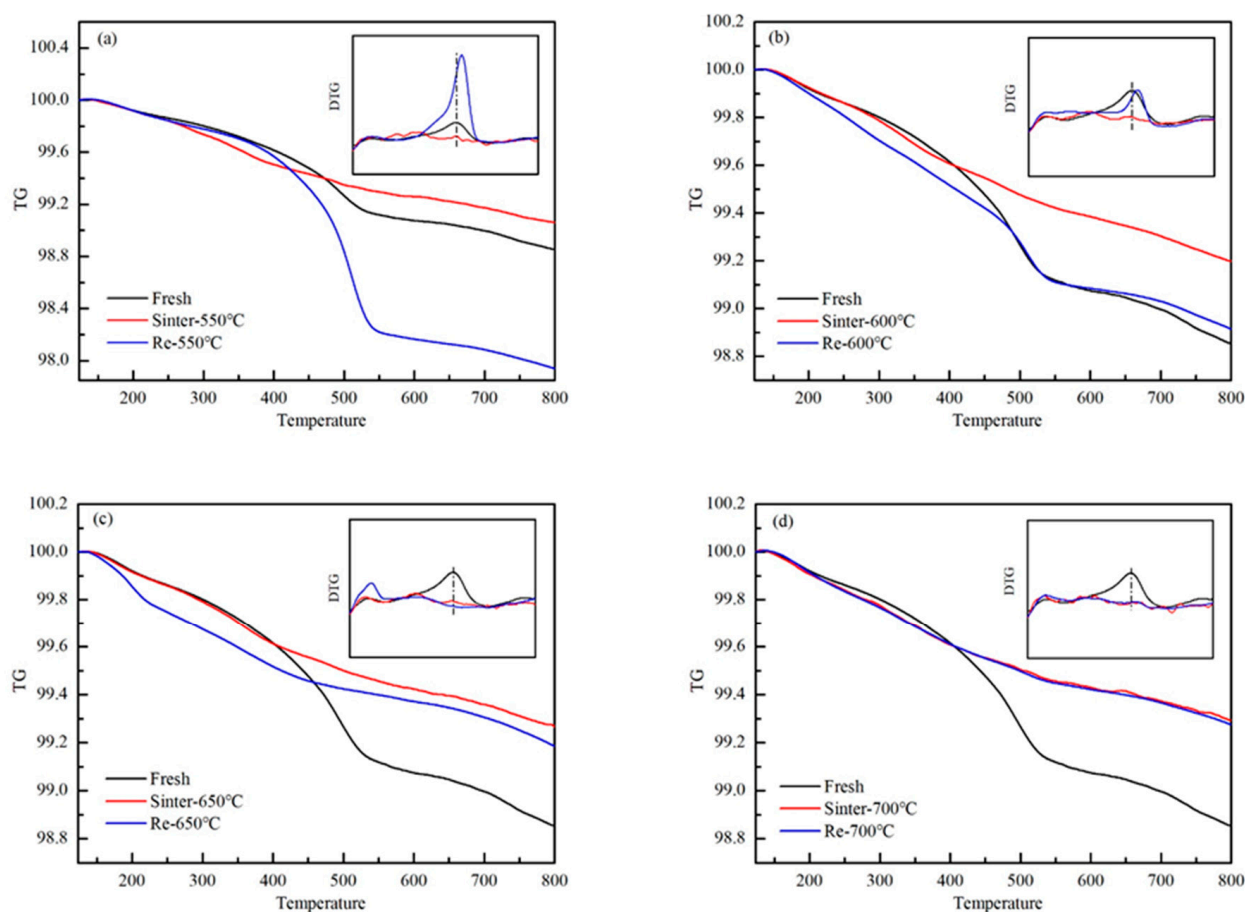 (a)
100.4
100.0
99.6
99.2
98.8
98.4
98.0
TG
DTG
Fresh
Sinter-550℃
Re-550℃
200 300 400 500 600 700 800
Temperature
(b)
100.2
100.0
99.8
99.6
99.4
99.2
99.0
98.8
TG
DTG
Fresh
Sinter-600℃
Re-600℃
200 300 400 500 600 700 800
Temperature
(c)
100.2
100.0
99.8
99.6
99.4
99.2
99.0
98.8
TG
DTG
Fresh
Sinter-650℃
Re-650℃
200 300 400 500 600 700 800
Temperature
(d)
100.2
100.0
99.8
99.6
99.4
99.2
99.0
98.8
TG
DTG
Fresh
Sinter-700℃
Re-700℃
200 300 400 500 600 700 800
Temperature